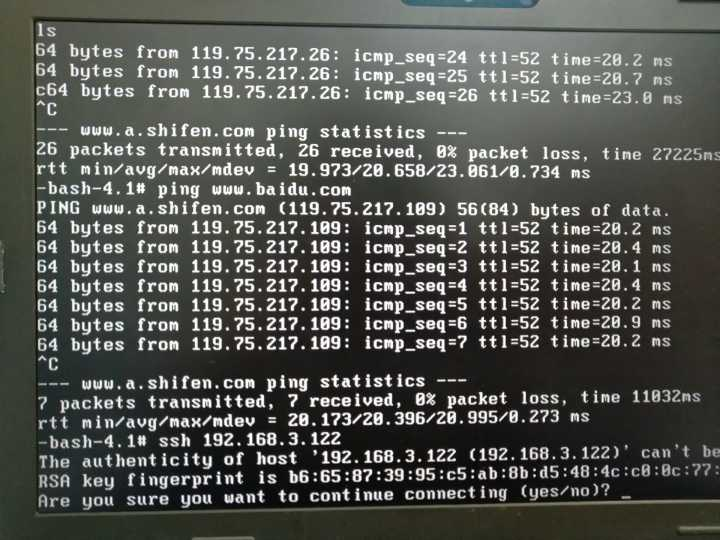 ls
64 bytes from 119.75.217.26: icmp_seq=24 ttl=52 time=20.2 ms
64 bytes from 119.75.217.26: icmp_seq=25 ttl=52 time=20.7 ms
c64 bytes from 119.75.217.26: icmp_seq=26 ttl=52 time=23.0 ms
^C
--- www.a.shifen.com ping statistics ---
26 packets transmitted, 26 received, 0% packet loss, time 27225ms
rtt min/avg/max/mdev = 19.973/20.658/23.061/0.734 ms
-bash-4.1# ping www.baidu.com
PING www.a.shifen.com (119.75.217.109) 56(84) bytes of data.
64 bytes from 119.75.217.109: icmp_seq=1 ttl=52 time=20.2 ms
64 bytes from 119.75.217.109: icmp_seq=2 ttl=52 time=20.4 ms
64 bytes from 119.75.217.109: icmp_seq=3 ttl=52 time=20.1 ms
64 bytes from 119.75.217.109: icmp_seq=4 ttl=52 time=20.4 ms
64 bytes from 119.75.217.109: icmp_seq=5 ttl=52 time=20.2 ms
64 bytes from 119.75.217.109: icmp_seq=6 ttl=52 time=20.9 ms
64 bytes from 119.75.217.109: icmp_seq=7 ttl=52 time=20.2 ms
^C
--- www.a.shifen.com ping statistics ---
7 packets transmitted, 7 received, 0% packet loss, time 11032ms
rtt min/avg/max/mdev = 20.173/20.396/20.995/0.273 ms
-bash-4.1# ssh 192.168.3.122
The authenticity of host '192.168.3.122 (192.168.3.122)' can't be
RSA key fingerprint is b6:65:87:39:95:c5:ab:8b:d5:48:4c:c0:0c:77:
Are you sure you want to continue connecting (yes/no)? _